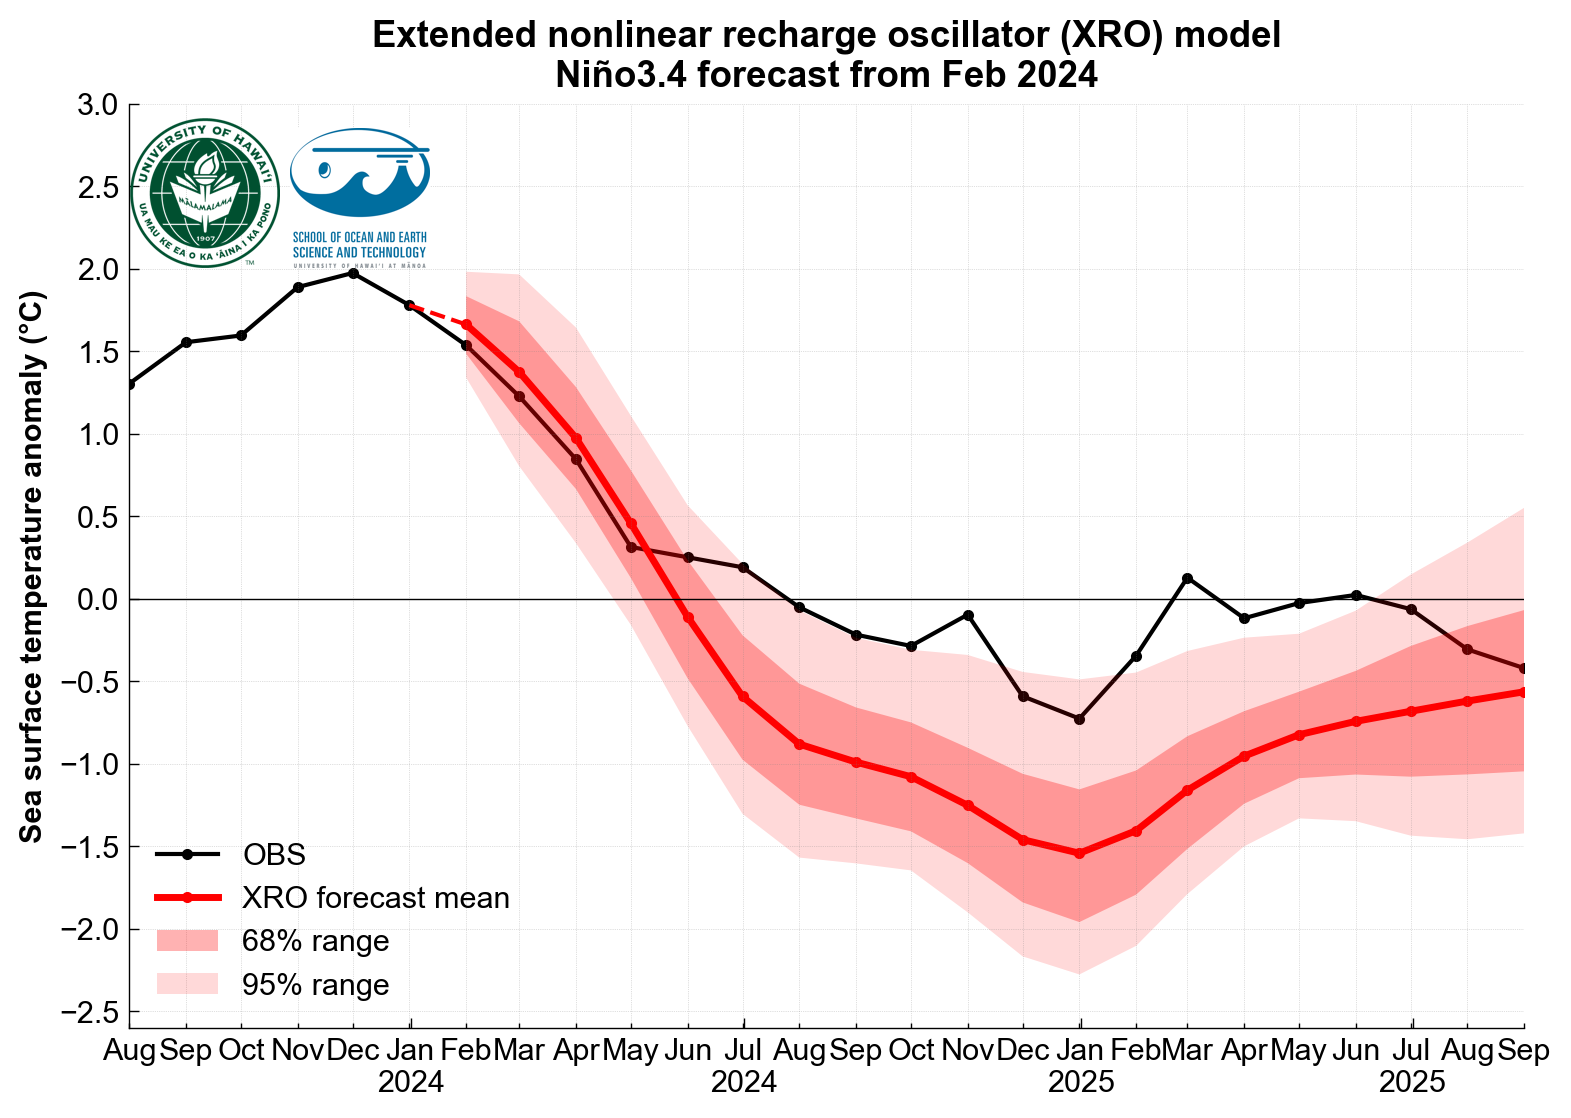 Extended nonlinear recharge oscillator (XRO) model
Niño3.4 forecast from Feb 2024
Sea surface temperature anomaly (°C)
3.0
2.5
2.0
1.5
1.0
0.5
0.0
−0.5
−1.0
−1.5
−2.0
−2.5
UNIVERSITY OF HAWAIʻI
MĀLAMALAMA
1907
UA MAU KE EA O KA ʻĀINA I KA PONO
TM
SCHOOL OF OCEAN AND EARTH
SCIENCE AND TECHNOLOGY
UNIVERSITY OF HAWAIʻI AT MĀNOA
OBS
XRO forecast mean
68% range
95% range
Aug Sep Oct Nov Dec Jan Feb Mar Apr May Jun Jul Aug Sep Oct Nov Dec Jan Feb Mar Apr May Jun Jul Aug Sep
2024 2024 2025 2025